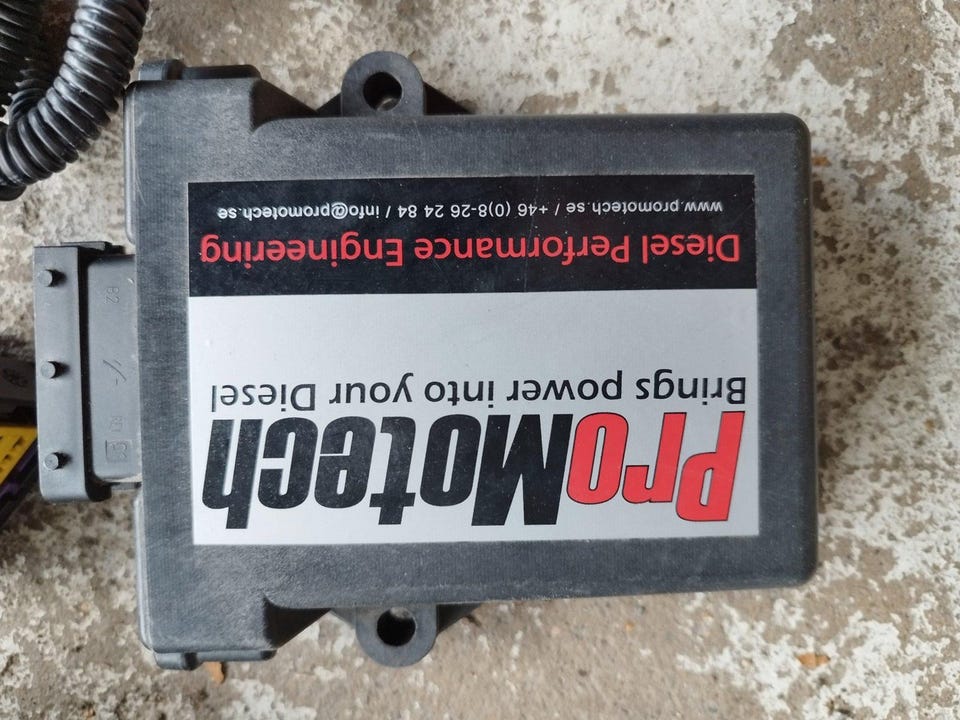 ProMotech
Brings power into your Diesel
Diesel Performance Engineering
www.promotech.se / +46 (0)8-26 24 84 / info@promotech.se